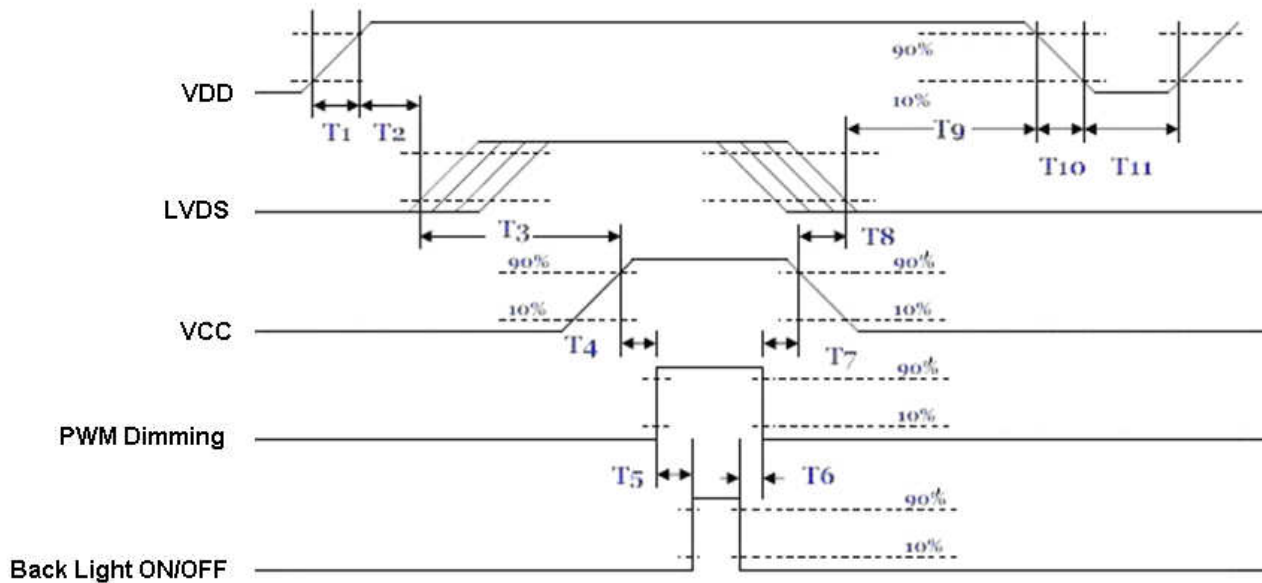 90%
VDD
10%
T1
T2
T9
T10
T11
LVDS
T3
T8
90%
90%
10%
10%
VCC
T4
T7
90%
PWM Dimming
10%
T5
T6
90%
10%
Back Light ON/OFF